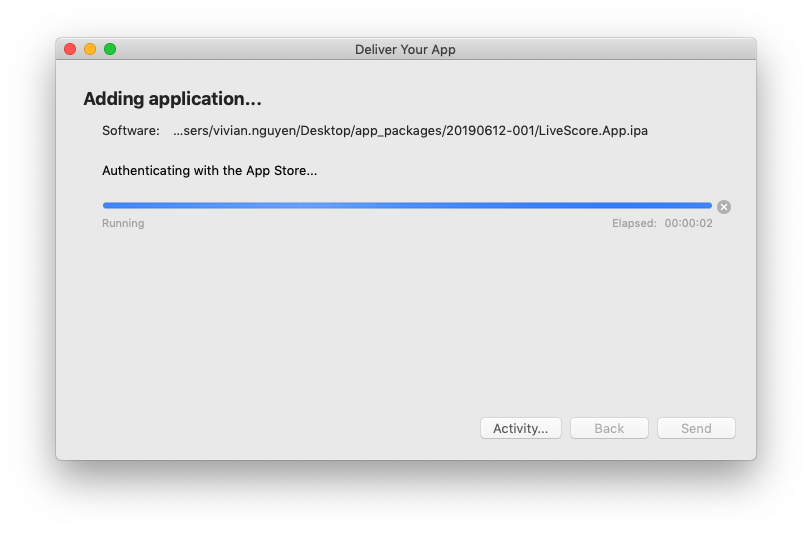 Deliver Your App
Adding application...
Software: ...sers/vivian.nguyen/Desktop/app_packages/20190612-001/LiveScore.App.ipa
Authenticating with the App Store...
Running Elapsed: 00:00:02
Activity... Back Send